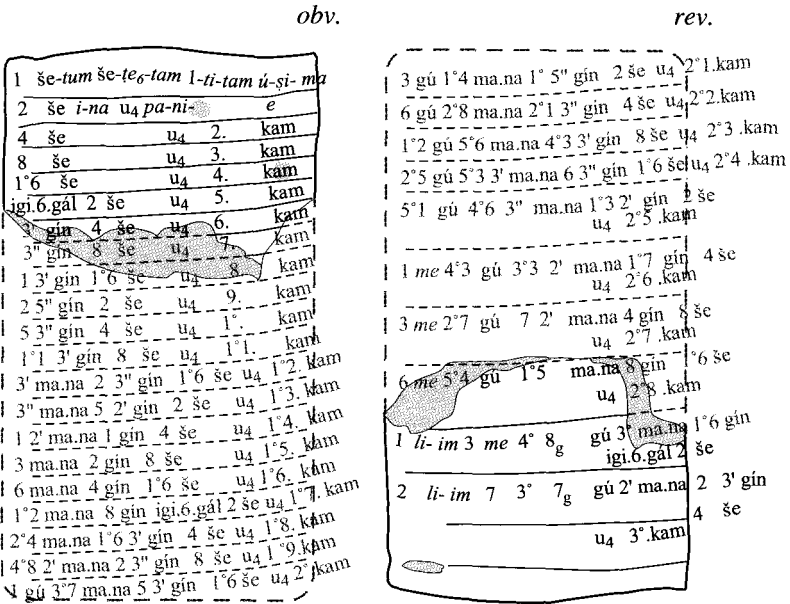 obv.
1 še-tum še-ṭe₆-tam 1-ti-tam ú-ṣi-ma
2 še i-na u₄ pa-ni- e
4 še u₄ 2. kam
8 še u₄ 3. kam
1°6 še u₄ 4. kam
igi.6.gál 2 še u₄ 5. kam
3' gín 4 še u₄ 6. kam
3" gín 8 še u₄ 7. kam
1 3' gín 1°6 še u₄ 8. kam
2 5" gín 2 še u₄ 9. kam
5 3" gín 4 še u₄ 1°. kam
1°1 3' gín 8 še u₄ 1°1. kam
3' ma.na 2 3" gín 1°6 še u₄ 1°2. kam
3" ma.na 5 2' gín 2 še u₄ 1°3. kam
1 2' ma.na 1 gín 4 še u₄ 1°4. kam
3 ma.na 2 gín 8 še u₄ 1°5. kam
6 ma.na 4 gín 1°6 še u₄ 1°6. kam
1°2 ma.na 8 gín igi.6.gál 2 še u₄ 1°7. kam
2°4 ma.na 1°6 3' gín 4 še u₄ 1°8. kam
4°8 2' ma.na 2 3" gín 8 še u₄ 1°9.kam
1 gú 3°7 ma.na 5 3' gín 1°6 še u₄ 2°.kam
rev.
3 gú 1°4 ma.na 1° 5" gín 2 še u₄ 2°1.kam
6 gú 2°8 ma.na 2°1 3" gín 4 še u₄ 2°2.kam
1°2 gú 5°6 ma.na 4°3 3' gín 8 še u₄ 2°3 .kam
2°5 gú 5°3 3' ma.na 6 3" gín 1°6 še u₄ 2°4 .kam
5°1 gú 4°6 3" ma.na 1°3 2' gín 2 še
u₄ 2°5 .kam
1 me 4°3 gú 3°3 2' ma.na 1°7 gín 4 še
u₄ 2°6 .kam
3 me 2°7 gú 7 2' ma.na 4 gín 8 še
u₄ 2°7 .kam
6 me 5°4 gú 1°5 ma.na 8 gín 1°6 še
u₄ 2°8 .kam
1 li- im 3 me 4° 8g gú 3° ma.na 1°6 gín
igi.6.gál 2 še
2 li- im 7 3° 7g gú 2' ma.na 2 3' gín
4 še
u₄ 3°.kam